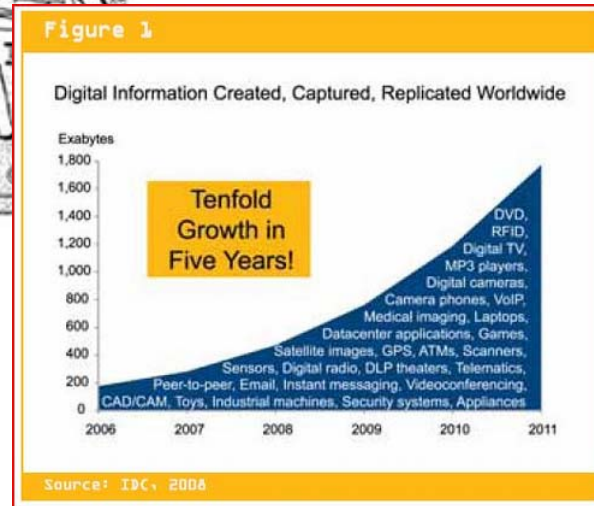 Figure 1
Digital Information Created, Captured, Replicated Worldwide
Exabytes
1,800
1,600
1,400
1,200
1,000
800
600
400
200
0
Tenfold
Growth in
Five Years!
DVD,
RFID,
Digital TV,
MP3 players,
Digital cameras,
Camera phones, VoIP,
Medical imaging, Laptops,
Datacenter applications, Games,
Satellite images, GPS, ATMs, Scanners,
Sensors, Digital radio, DLP theaters, Telematics,
Peer-to-peer, Email, Instant messaging, Videoconferencing,
CAD/CAM, Toys, Industrial machines, Security systems, Appliances
2006 2007 2008 2009 2010 2011
Source: IDC, 2008